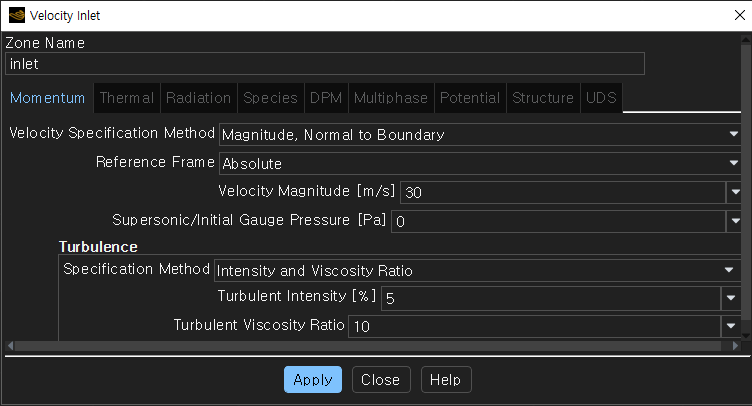 Velocity Inlet
Zone Name
inlet
Momentum Thermal Radiation Species DPM Multiphase Potential Structure UDS
Velocity Specification Method Magnitude, Normal to Boundary
Reference Frame Absolute
Velocity Magnitude [m/s] 30
Supersonic/Initial Gauge Pressure [Pa] 0
Turbulence
Specification Method Intensity and Viscosity Ratio
Turbulent Intensity [%] 5
Turbulent Viscosity Ratio 10
Apply Close Help